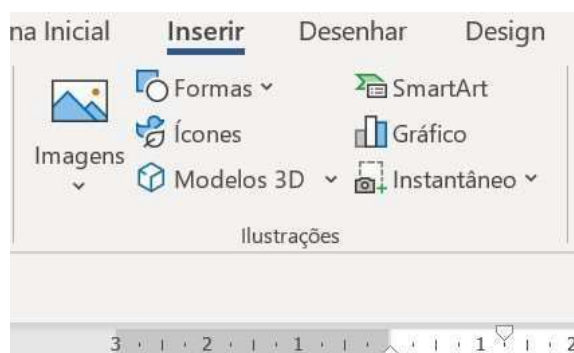 na Inicial Inserir Desenhar Design
Imagens
Formas
Ícones
Modelos 3D
SmartArt
Gráfico
Instantâneo
Ilustrações
3 2 1 1 2